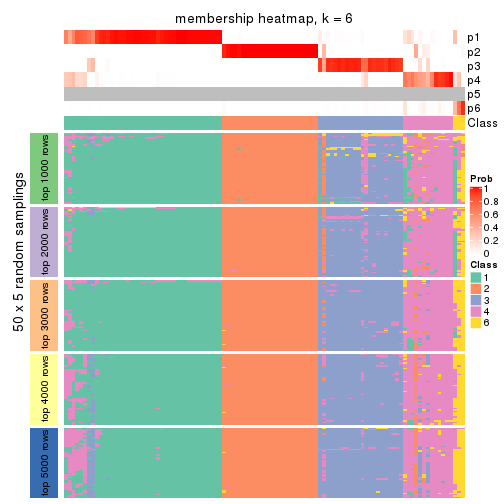 membership heatmap, k = 6
p1
p2
p3
p4
p5
p6
Class
50 x 5 random samplings
top 1000 rows
top 2000 rows
top 3000 rows
top 4000 rows
top 5000 rows
Prob
1
0.8
0.6
0.4
0.2
0
Class
1
2
3
4
6